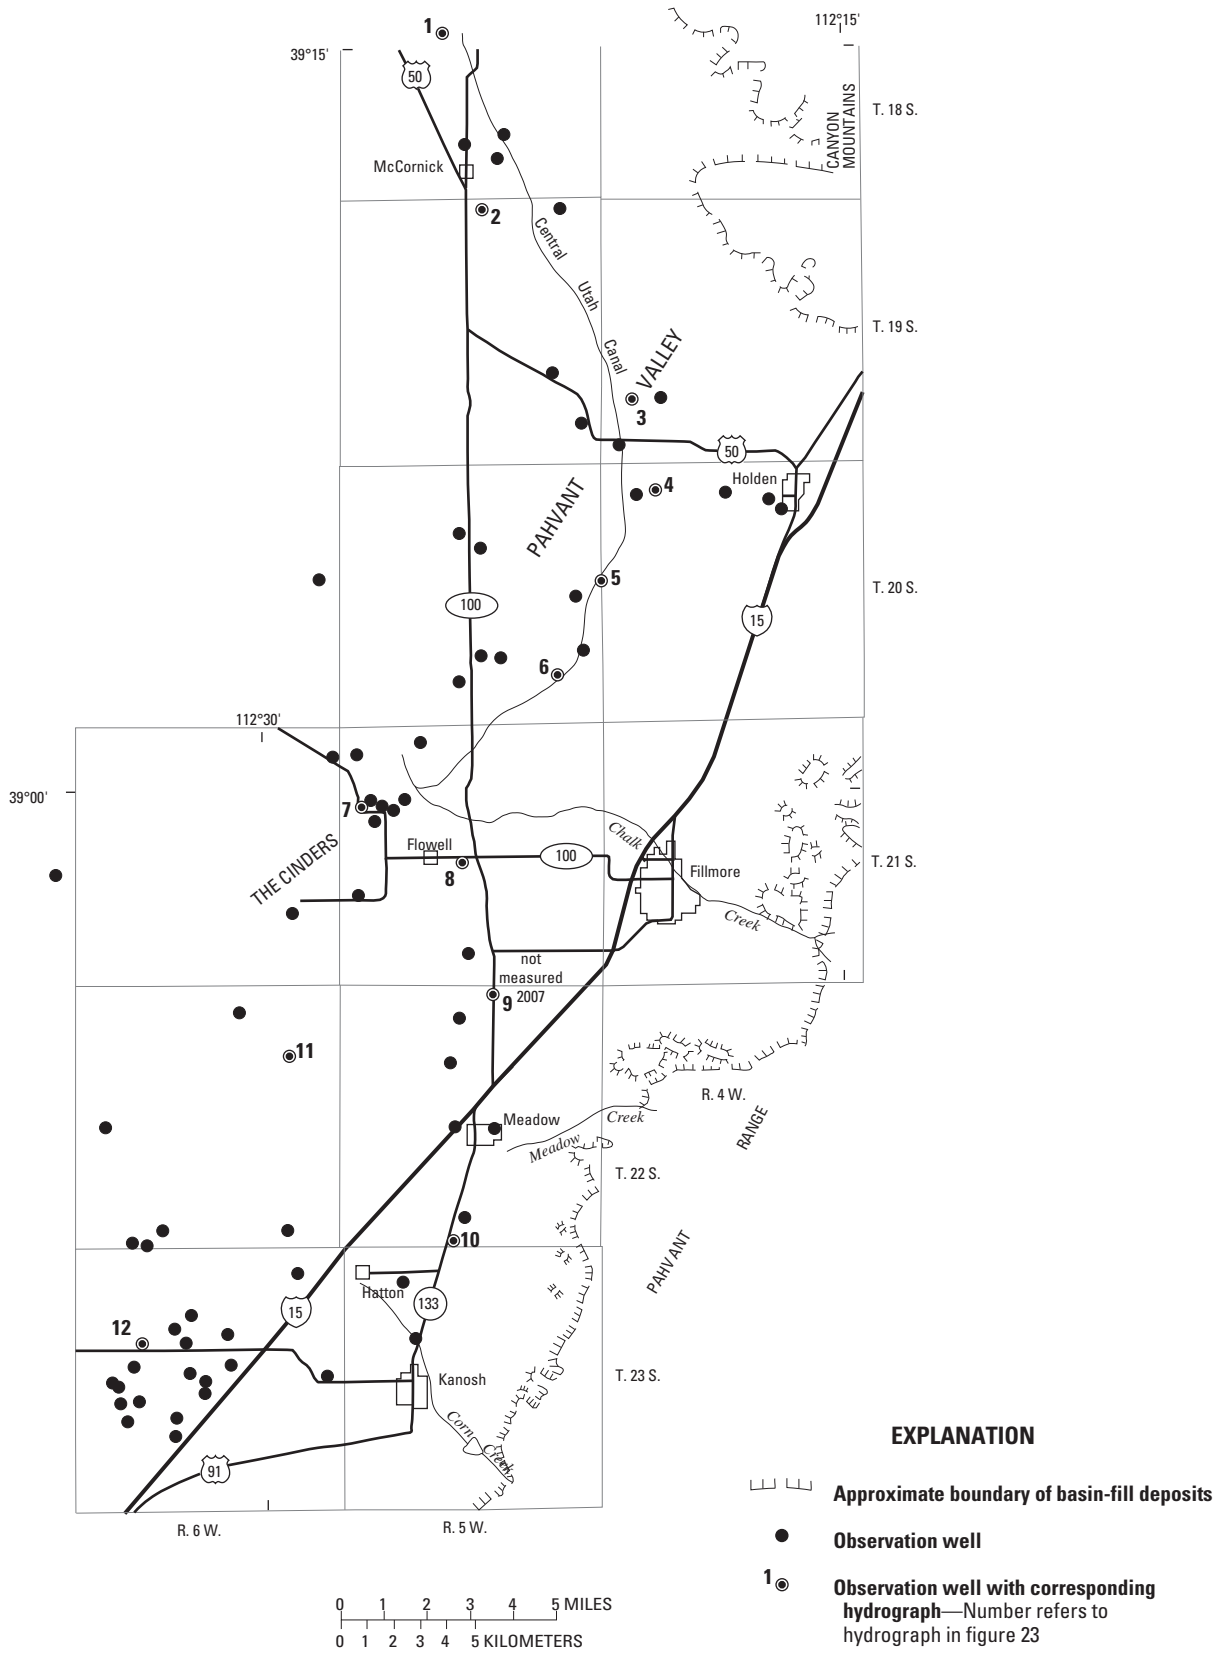 1
112°15'
39°15'
50
CANYON
MOUNTAINS
T. 18 S.
McCornick
2
Central
Utah
Canal
T. 19 S.
VALLEY
3
50
Holden
4
PAHVANT
5
T. 20 S.
100
15
6
112°30'
39°00'
7
Chalk
Flowell
100
8
THE CINDERS
Fillmore
T. 21 S.
Creek
not
measured
2007
9
11
R. 4 W.
RANGE
Meadow
Creek
Meadow
T. 22 S.
PAHVANT
10
Hatton
133
15
12
Kanosh
T. 23 S.
Corn
Creek
91
R. 6 W.
R. 5 W.
EXPLANATION
Approximate boundary of basin-fill deposits
Observation well
1
Observation well with corresponding
hydrograph—Number refers to
hydrograph in figure 23
0 1 2 3 4 5 MILES
0 1 2 3 4 5 KILOMETERS